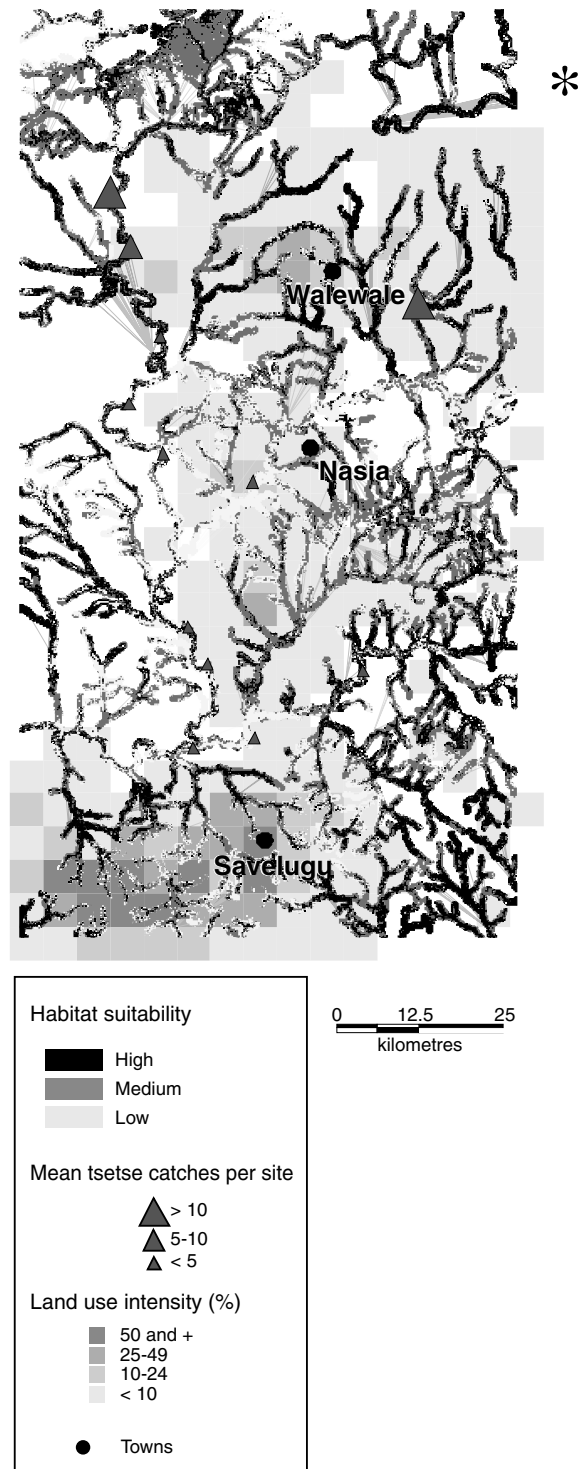 *
Walewale
Nasia
Savelugu
Habitat suitability
High
Medium
Low
0 12.5 25
kilometres
Mean tsetse catches per site
> 10
5-10
< 5
Land use intensity (%)
50 and +
25-49
10-24
< 10
Towns